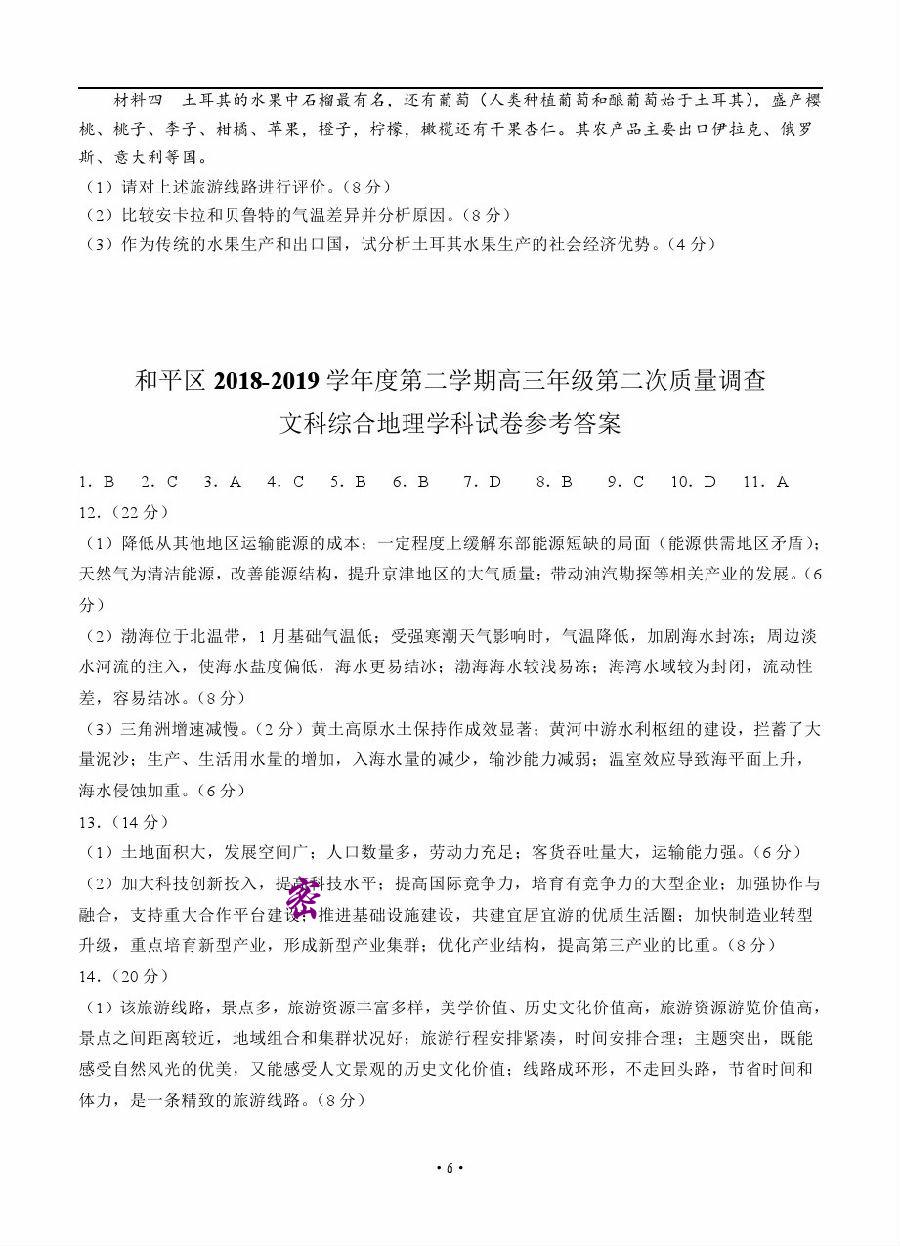 材料四　土耳其的水果中石榴最有名，还有葡萄（人类种植葡萄和酿葡萄始于土耳其），盛产樱
桃、桃子、李子、柑橘、苹果，橙子，柠檬，橄榄还有干果杏仁。其农产品主要出口伊拉克、俄罗
斯、意大利等国。
（1）请对上述旅游线路进行评价。（8 分）
（2）比较安卡拉和贝鲁特的气温差异并分析原因。（8 分）
（3）作为传统的水果生产和出口国，试分析土耳其水果生产的社会经济优势。（4 分）
和平区 2018-2019 学年度第二学期高三年级第二次质量调查
文科综合地理学科试卷参考答案
1．B　2．C　3．A　4．C　5．B　6．B　7．D　8．B　9．C　10．D　11．A
12．（22 分）
（1）降低从其他地区运输能源的成本；一定程度上缓解东部能源短缺的局面（能源供需地区矛盾）；
天然气为清洁能源，改善能源结构，提升京津地区的大气质量；带动油汽勘探等相关产业的发展。（6
分）
（2）渤海位于北温带，1 月基础气温低；受强寒潮天气影响时，气温降低，加剧海水封冻；周边淡
水河流的注入，使海水盐度偏低，海水更易结冰；渤海海水较浅易冻；海湾水域较为封闭，流动性
差，容易结冰。（8 分）
（3）三角洲增速减慢。（2 分）黄土高原水土保持作成效显著；黄河中游水利枢纽的建设，拦蓄了大
量泥沙；生产、生活用水量的增加，入海水量的减少，输沙能力减弱；温室效应导致海平面上升，
海水侵蚀加重。（6 分）
13．（14 分）
（1）土地面积大，发展空间广；人口数量多，劳动力充足；客货吞吐量大，运输能力强。（6 分）
（2）加大科技创新投入，提高科技水平；提高国际竞争力，培育有竞争力的大型企业；加强协作与
融合，支持重大合作平台建设；推进基础设施建设，共建宜居宜游的优质生活圈；加快制造业转型
升级，重点培育新型产业，形成新型产业集群；优化产业结构，提高第三产业的比重。（8 分）
密
14．（20 分）
（1）该旅游线路，景点多，旅游资源丰富多样，美学价值、历史文化价值高，旅游资源游览价值高，
景点之间距离较近，地域组合和集群状况好；旅游行程安排紧凑，时间安排合理；主题突出，既能
感受自然风光的优美，又能感受人文景观的历史文化价值；线路成环形，不走回头路，节省时间和
体力，是一条精致的旅游线路。（8 分）
·6·